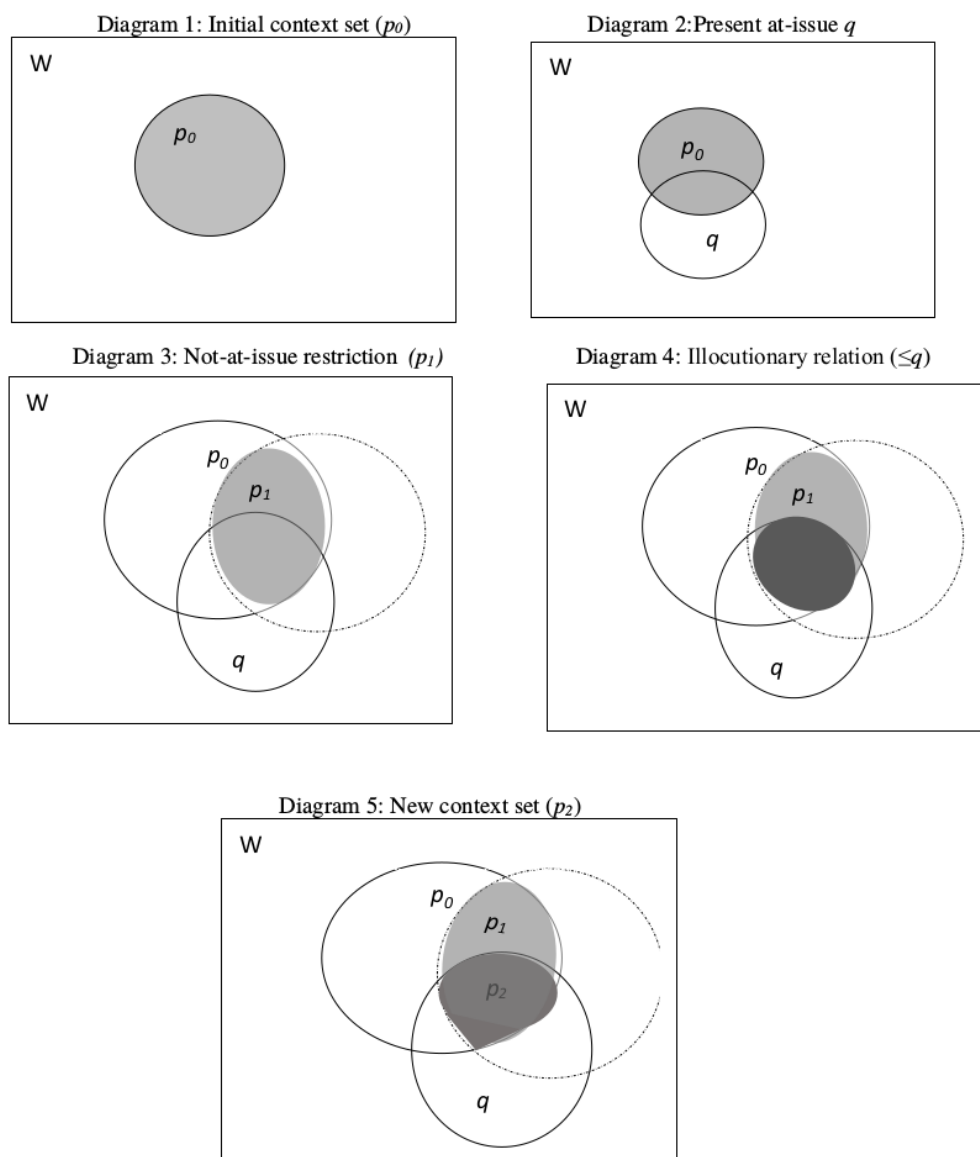 Diagram 1: Initial context set (p₀)
W
p₀
Diagram 2:Present at-issue q
W
p₀
q
Diagram 3: Not-at-issue restriction (p₁)
W
p₀
p₁
q
Diagram 4: Illocutionary relation (≤q)
W
p₀
p₁
q
Diagram 5: New context set (p₂)
W
p₀
p₁
p₂
q